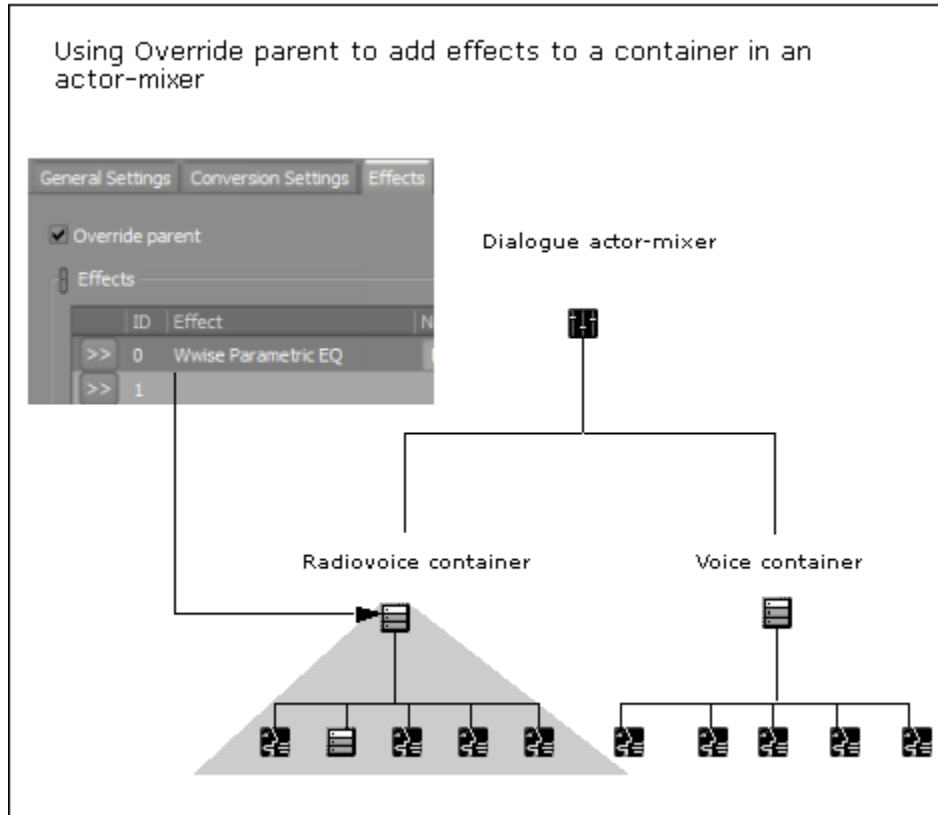 Using Override parent to add effects to a container in an
actor-mixer
General Settings Conversion Settings Effects
Override parent
Effects
ID Effect
>> 0 Wwise Parametric EQ
>> 1
Dialogue actor-mixer
Radiovoice container
Voice container